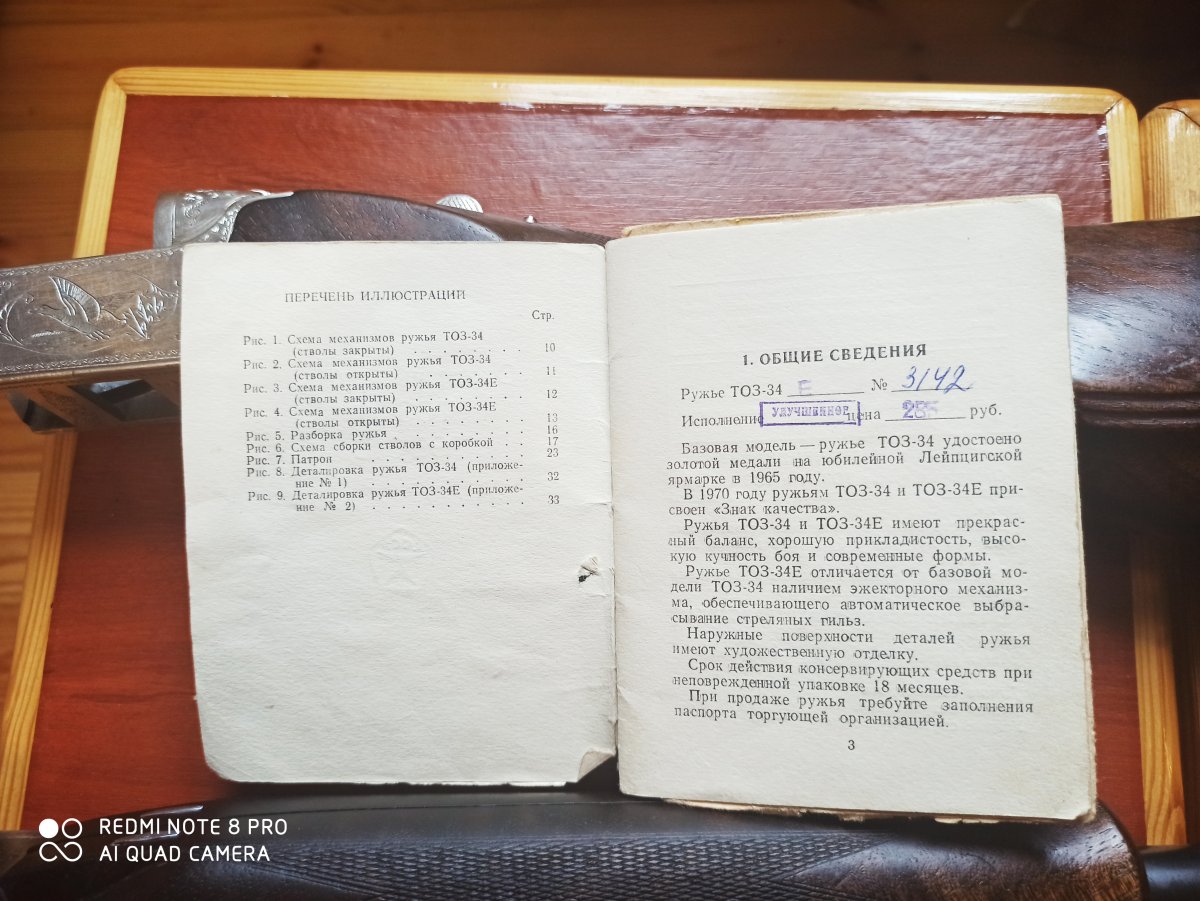 ПЕРЕЧЕНЬ ИЛЛЮСТРАЦИЙ
Стр.
Рис. 1. Схема механизмов ружья ТОЗ-34
(стволы закрыты) . . . . . . . . 10
Рис. 2. Схема механизмов ружья ТОЗ-34
(стволы открыты) . . . . . . . 11
Рис. 3. Схема механизмов ружья ТОЗ-34Е
(стволы закрыты) . . . . . . . . 12
Рис. 4. Схема механизмов ружья ТОЗ-34Е
(стволы открыты) . . . . . . . . 13
Рис. 5. Разборка ружья . . . . . . . . . 16
Рис. 6. Схема сборки стволов с коробкой . . 17
Рис. 7. Патрон . . . . . . . . . . . 23
Рис. 8. Деталировка ружья ТОЗ-34 (приложе-
ние № 1) . . . . . . . . . . . 32
Рис. 9. Деталировка ружья ТОЗ-34Е (приложе-
ние № 2) . . . . . . . . . . . 33
1. ОБЩИЕ СВЕДЕНИЯ
Ружье ТОЗ-34 Е № 3142
Исполнение УЛУЧШЕННОЕ цена руб.
Базовая модель — ружье ТОЗ-34 удостоено
золотой медали на юбилейной Лейпцигской
ярмарке в 1965 году.
В 1970 году ружьям ТОЗ-34 и ТОЗ-34Е при-
своен «Знак качества».
Ружья ТОЗ-34 и ТОЗ-34Е имеют прекрас-
ный баланс, хорошую прикладистость, высо-
кую кучность боя и современные формы.
Ружье ТОЗ-34Е отличается от базовой мо-
дели ТОЗ-34 наличием эжекторного механиз-
ма, обеспечивающего автоматическое выбра-
сывание стреляных гильз.
Наружные поверхности деталей ружья
имеют художественную отделку.
Срок действия консервирующих средств при
неповрежденной упаковке 18 месяцев.
При продаже ружья требуйте заполнения
паспорта торгующей организацией.
3
REDMI NOTE 8 PRO
AI QUAD CAMERA